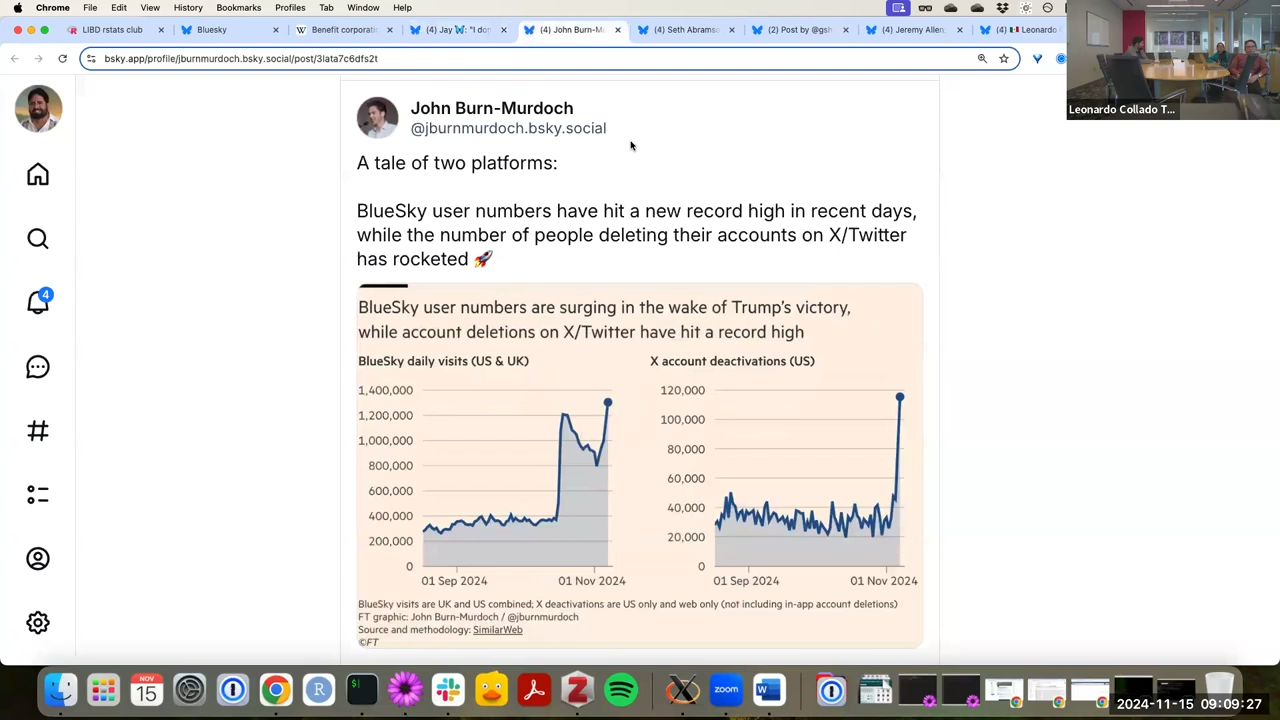 Chrome File Edit View History Bookmarks Profiles Tab Window Help
LIBD rstats club
Bluesky
Benefit corporati
(4) Jay 🦋: "I do
(4) John Burn-Mu
(4) Seth Abrams
(2) Post by @gsh
(4) Jeremy Allen
(4) 🇲🇽 Leonardo
bsky.app/profile/jburnmurdoch.bsky.social/post/3lata7c6dfs2t
Leonardo Collado T...
John Burn-Murdoch
@jburnmurdoch.bsky.social
A tale of two platforms:
BlueSky user numbers have hit a new record high in recent days,
while the number of people deleting their accounts on X/Twitter
has rocketed 🚀
4
BlueSky user numbers are surging in the wake of Trump's victory,
while account deletions on X/Twitter have hit a record high
BlueSky daily visits (US & UK)
1,400,000
1,200,000
1,000,000
800,000
600,000
400,000
200,000
0
01 Sep 2024
01 Nov 2024
X account deactivations (US)
120,000
100,000
80,000
60,000
40,000
20,000
0
01 Sep 2024
01 Nov 2024
BlueSky visits are UK and US combined; X deactivations are US only and web only (not including in-app account deletions)
FT graphic: John Burn-Murdoch / @jburnmurdoch
Source and methodology: SimilarWeb
©FT
NOV
15
R
zoom
W
2024-11-15 09:09:27